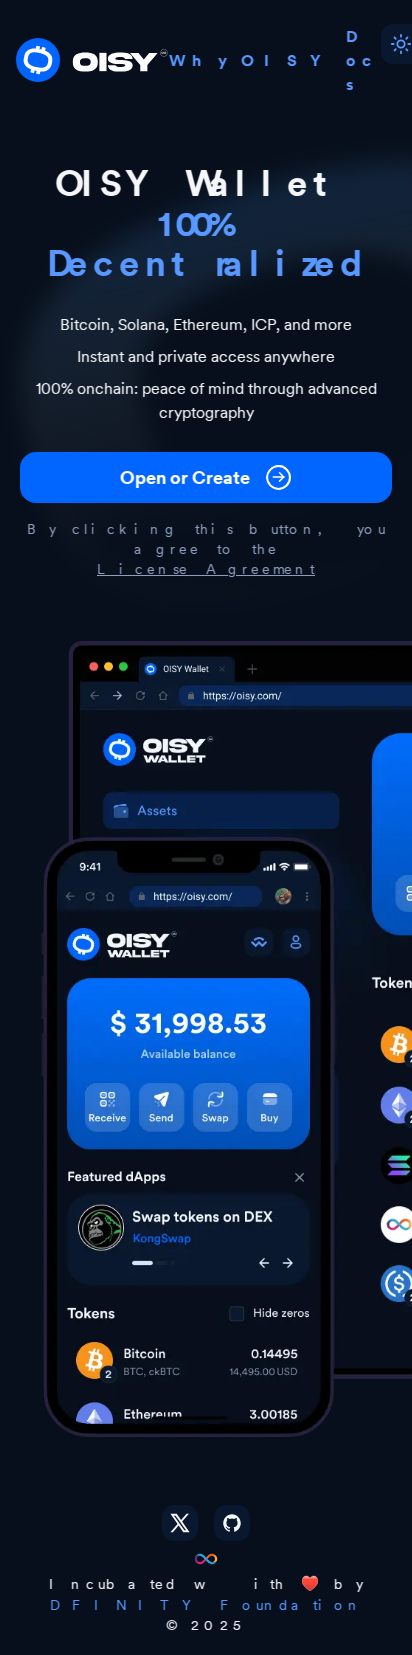 OISY Why OISY Docs
OISY Wallet
100%
Decentralized
Bitcoin, Solana, Ethereum, ICP, and more
Instant and private access anywhere
100% onchain: peace of mind through advanced
cryptography
Open or Create
By clicking this button, you
agree to the
License Agreement
OISY Wallet
https://oisy.com/
OISY
WALLET
Assets
9:41
https://oisy.com/
OISY
WALLET
$ 31,998.53
Available balance
Receive Send Swap Buy
Token
Featured dApps
Swap tokens on DEX
KongSwap
Tokens Hide zeros
Bitcoin 0.14495
2 BTC, ckBTC 14,495.00 USD
Ethereum 3.00185
Incubated with ❤️ by
DFINITY Foundation
© 2025